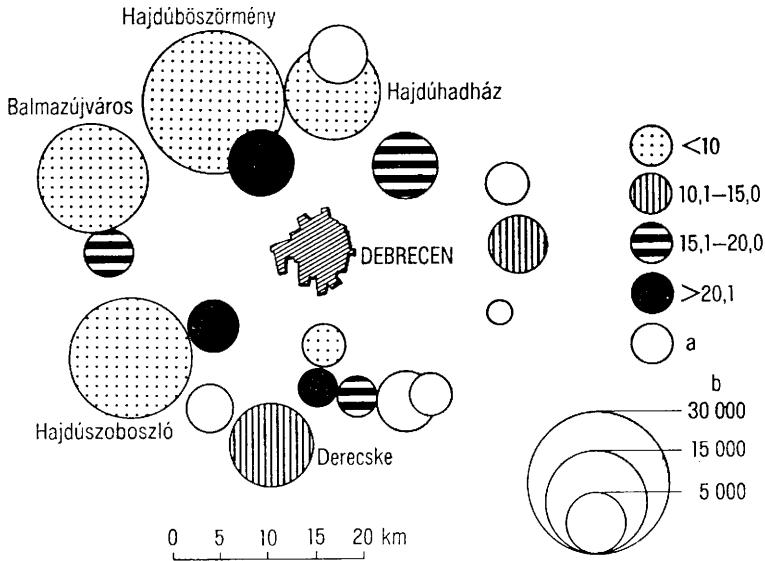 Hajdúböszörmény
Hajdúhadház
Balmazújváros
DEBRECEN
Hajdúszoboszló
Derecske
<10
10,1–15,0
15,1–20,0
>20,1
a
b
30 000
15 000
5 000
0 5 10 15 20 km